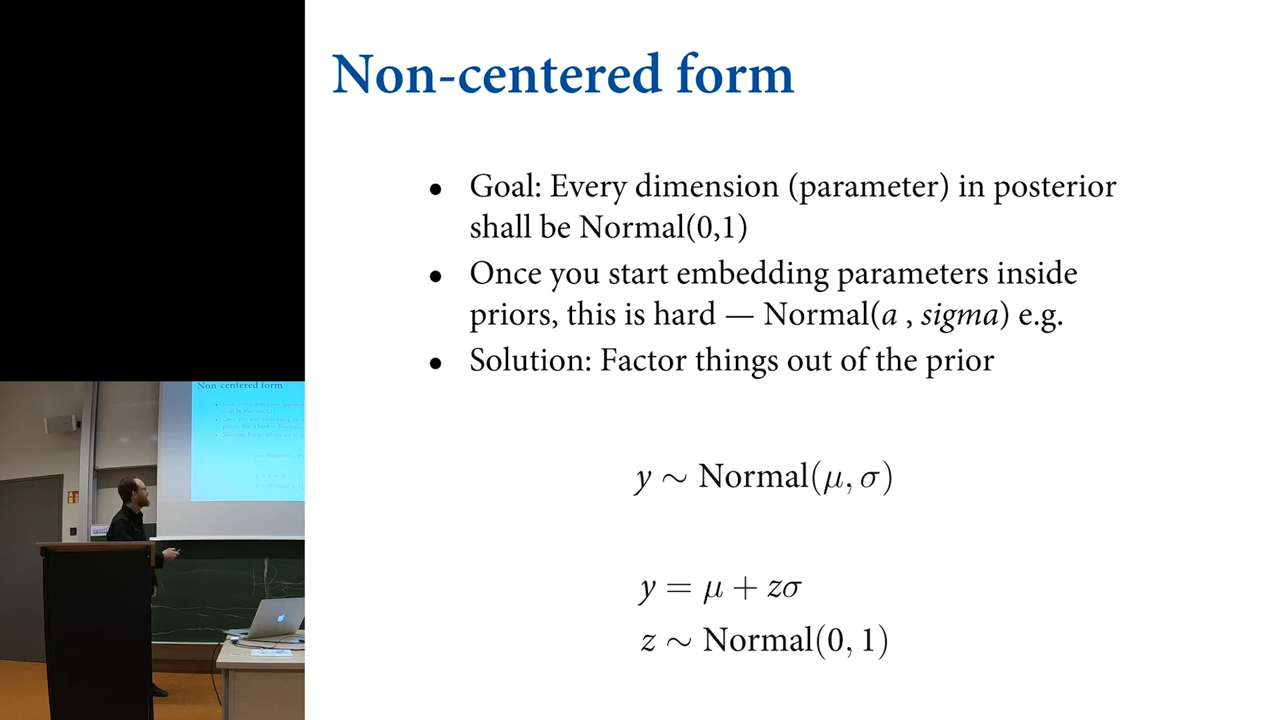 Non-centered form
• Goal: Every dimension (parameter) in posterior
shall be Normal(0,1)
• Once you start embedding parameters inside
priors, this is hard — Normal(a , sigma) e.g.
• Solution: Factor things out of the prior
y ∼ Normal(μ, σ)
y = μ + zσ
z ∼ Normal(0, 1)
Non-centered form